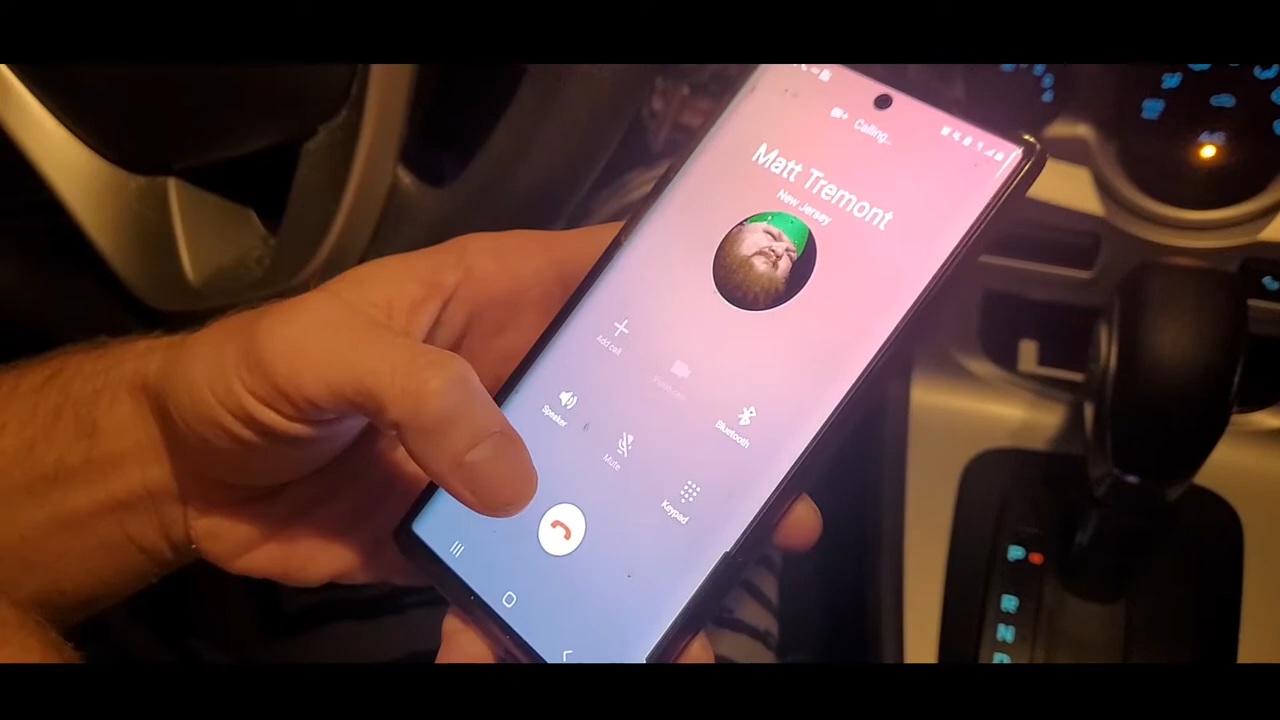 Calling...
Matt Tremont
New Jersey
Add call
Bluetooth
Speaker
Mute
Keypad
P
R
N
D